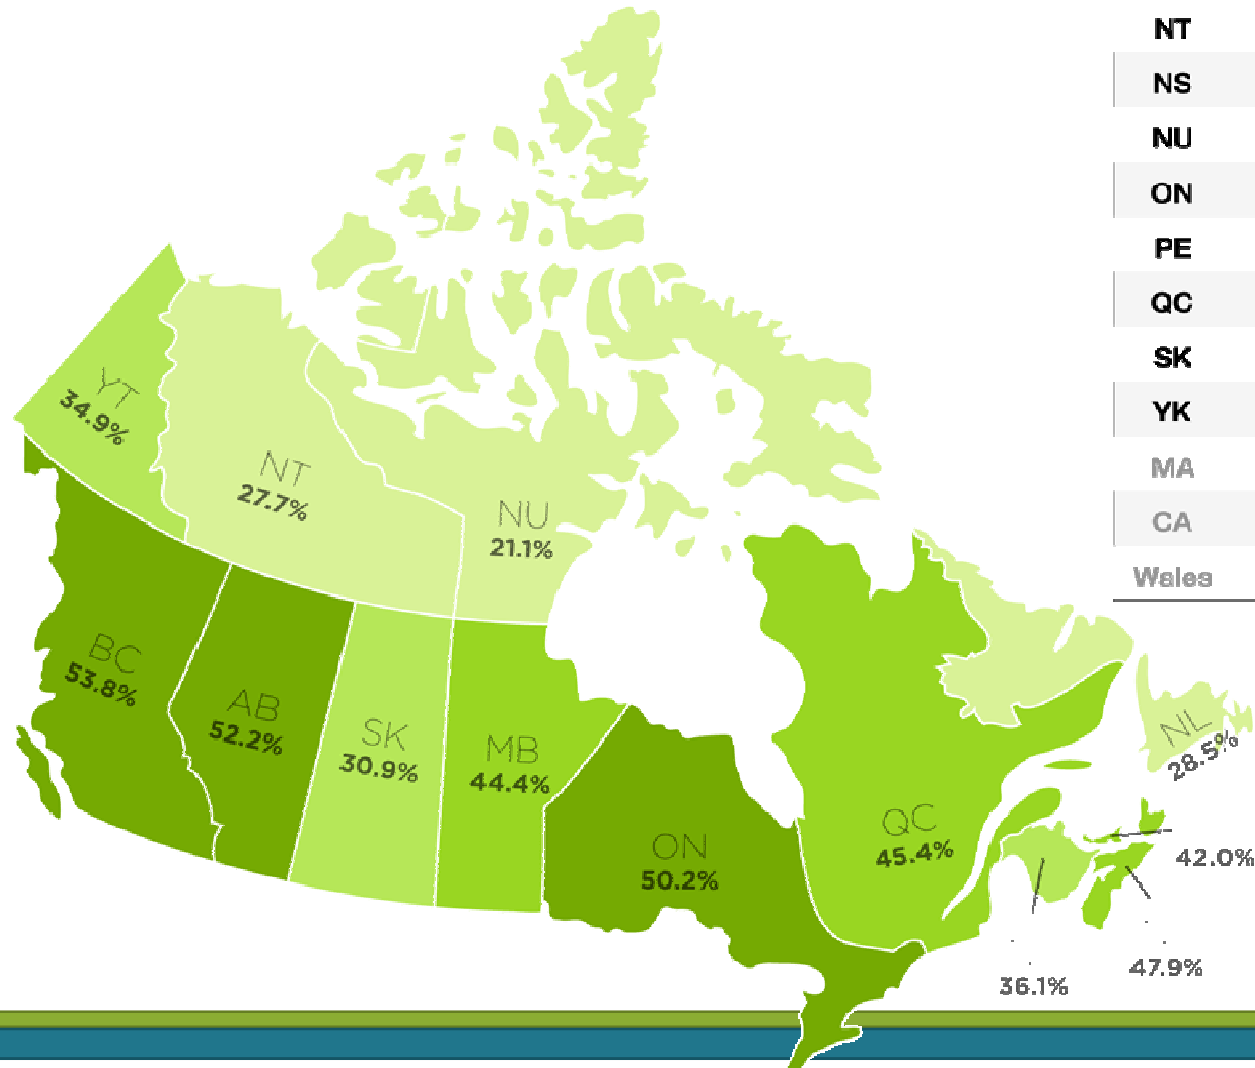 NT
NS
NU
ON
PE
QC
SK
YK
MA
CA
Wales
YT
34.9%
NT
27.7%
NU
21.1%
BC
53.8%
AB
52.2%
SK
30.9%
MB
44.4%
ON
50.2%
QC
45.4%
NL
28.5%
42.0%
47.9%
36.1%